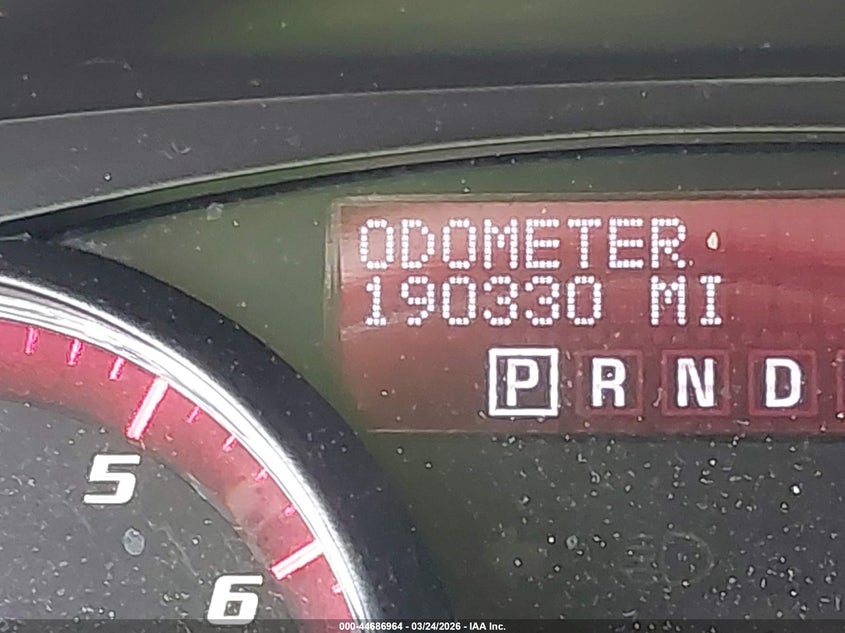 ODOMETER
190330 MI
P R N D
5
6
000-44686964 - 03/24/2026 - IAA Inc.